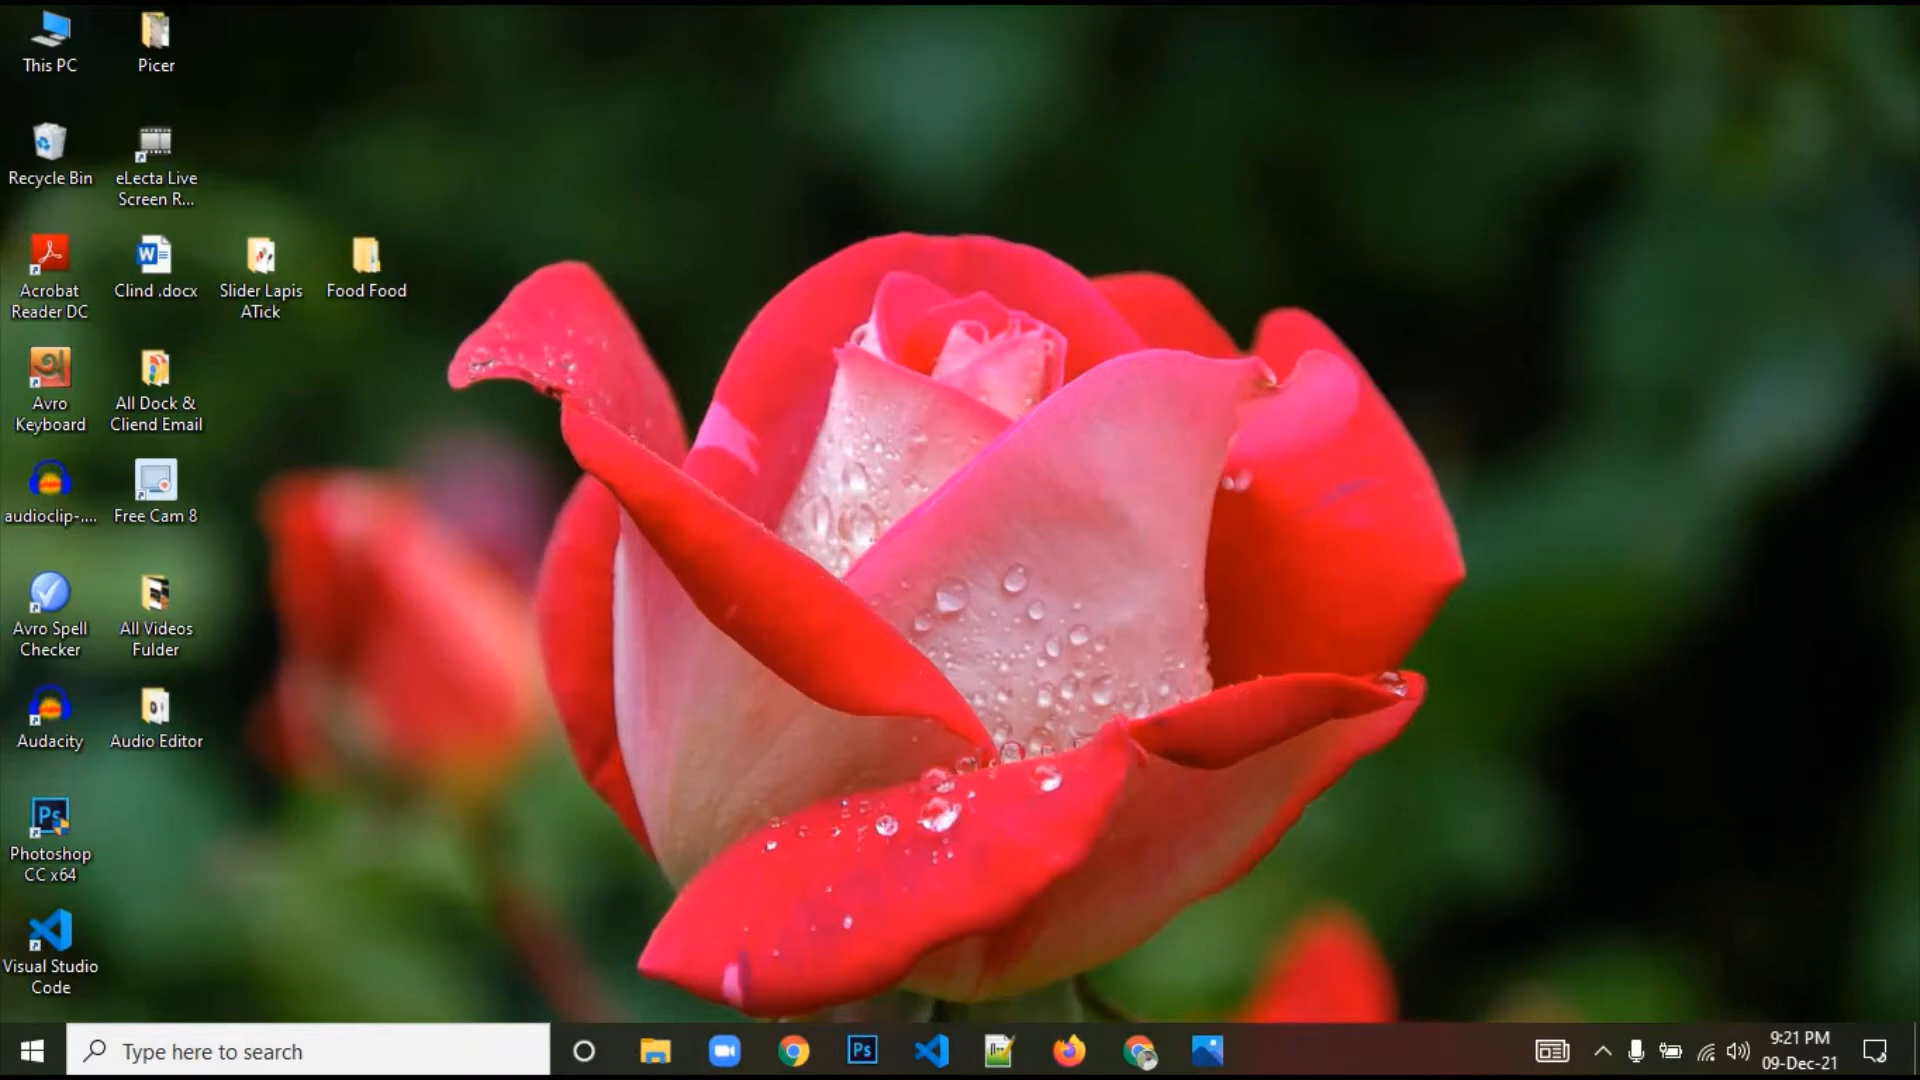 This PC
Picer
Recycle Bin
eLecta Live
Screen R...
Acrobat
Reader DC
Clind .docx
Slider Lapis
ATick
Food Food
Avro
Keyboard
All Dock &
Cliend Email
audioclip-....
Free Cam 8
Avro Spell
Checker
All Videos
Fulder
Audacity
Audio Editor
Photoshop
CC x64
Visual Studio
Code
Type here to search
Ps
9:21 PM
09-Dec-21